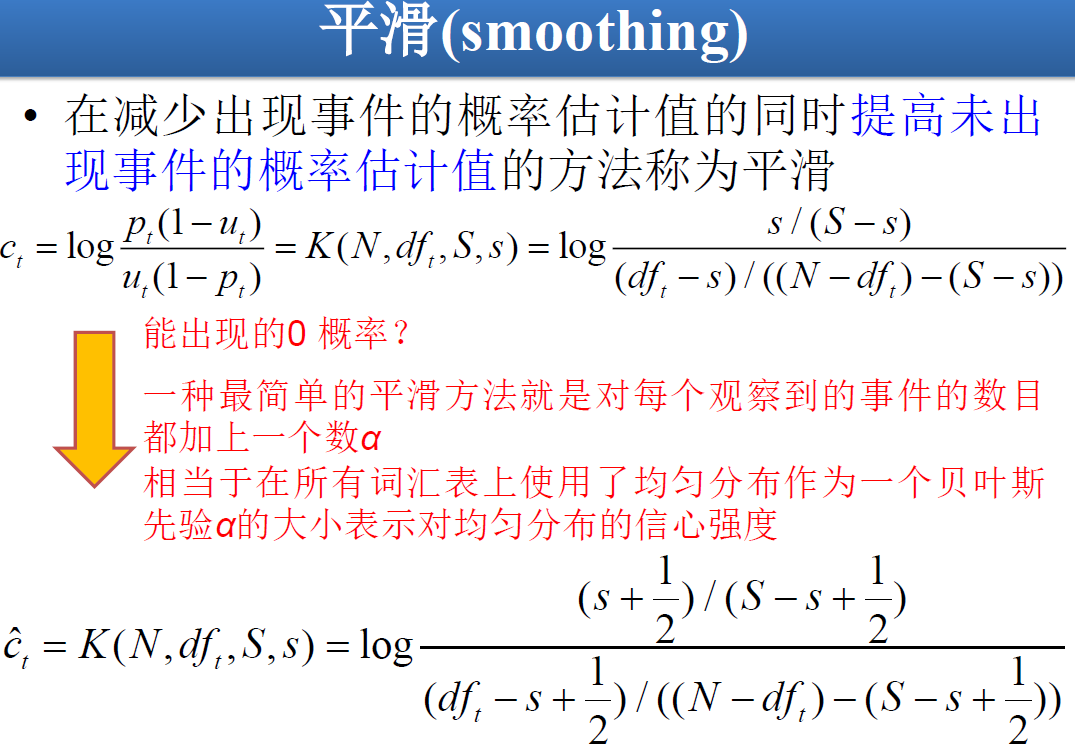 平滑(smoothing)
• 在减少出现事件的概率估计值的同时提高未出
现事件的概率估计值的方法称为平滑
c_t = log \frac{p_t(1-u_t)}{u_t(1-p_t)} = K(N,df_t,S,s) = log \frac{s/(S-s)}{(df_t-s)/((N-df_t)-(S-s))}
能出现的0 概率？
一种最简单的平滑方法就是对每个观察到的事件的数目
都加上一个数α
相当于在所有词汇表上使用了均匀分布作为一个贝叶斯
先验α的大小表示对均匀分布的信心强度
\hat{c}_t = K(N,df_t,S,s) = log \frac{(s+\frac{1}{2})/(S-s+\frac{1}{2})}{(df_t-s+\frac{1}{2})/((N-df_t)-(S-s+\frac{1}{2}))}